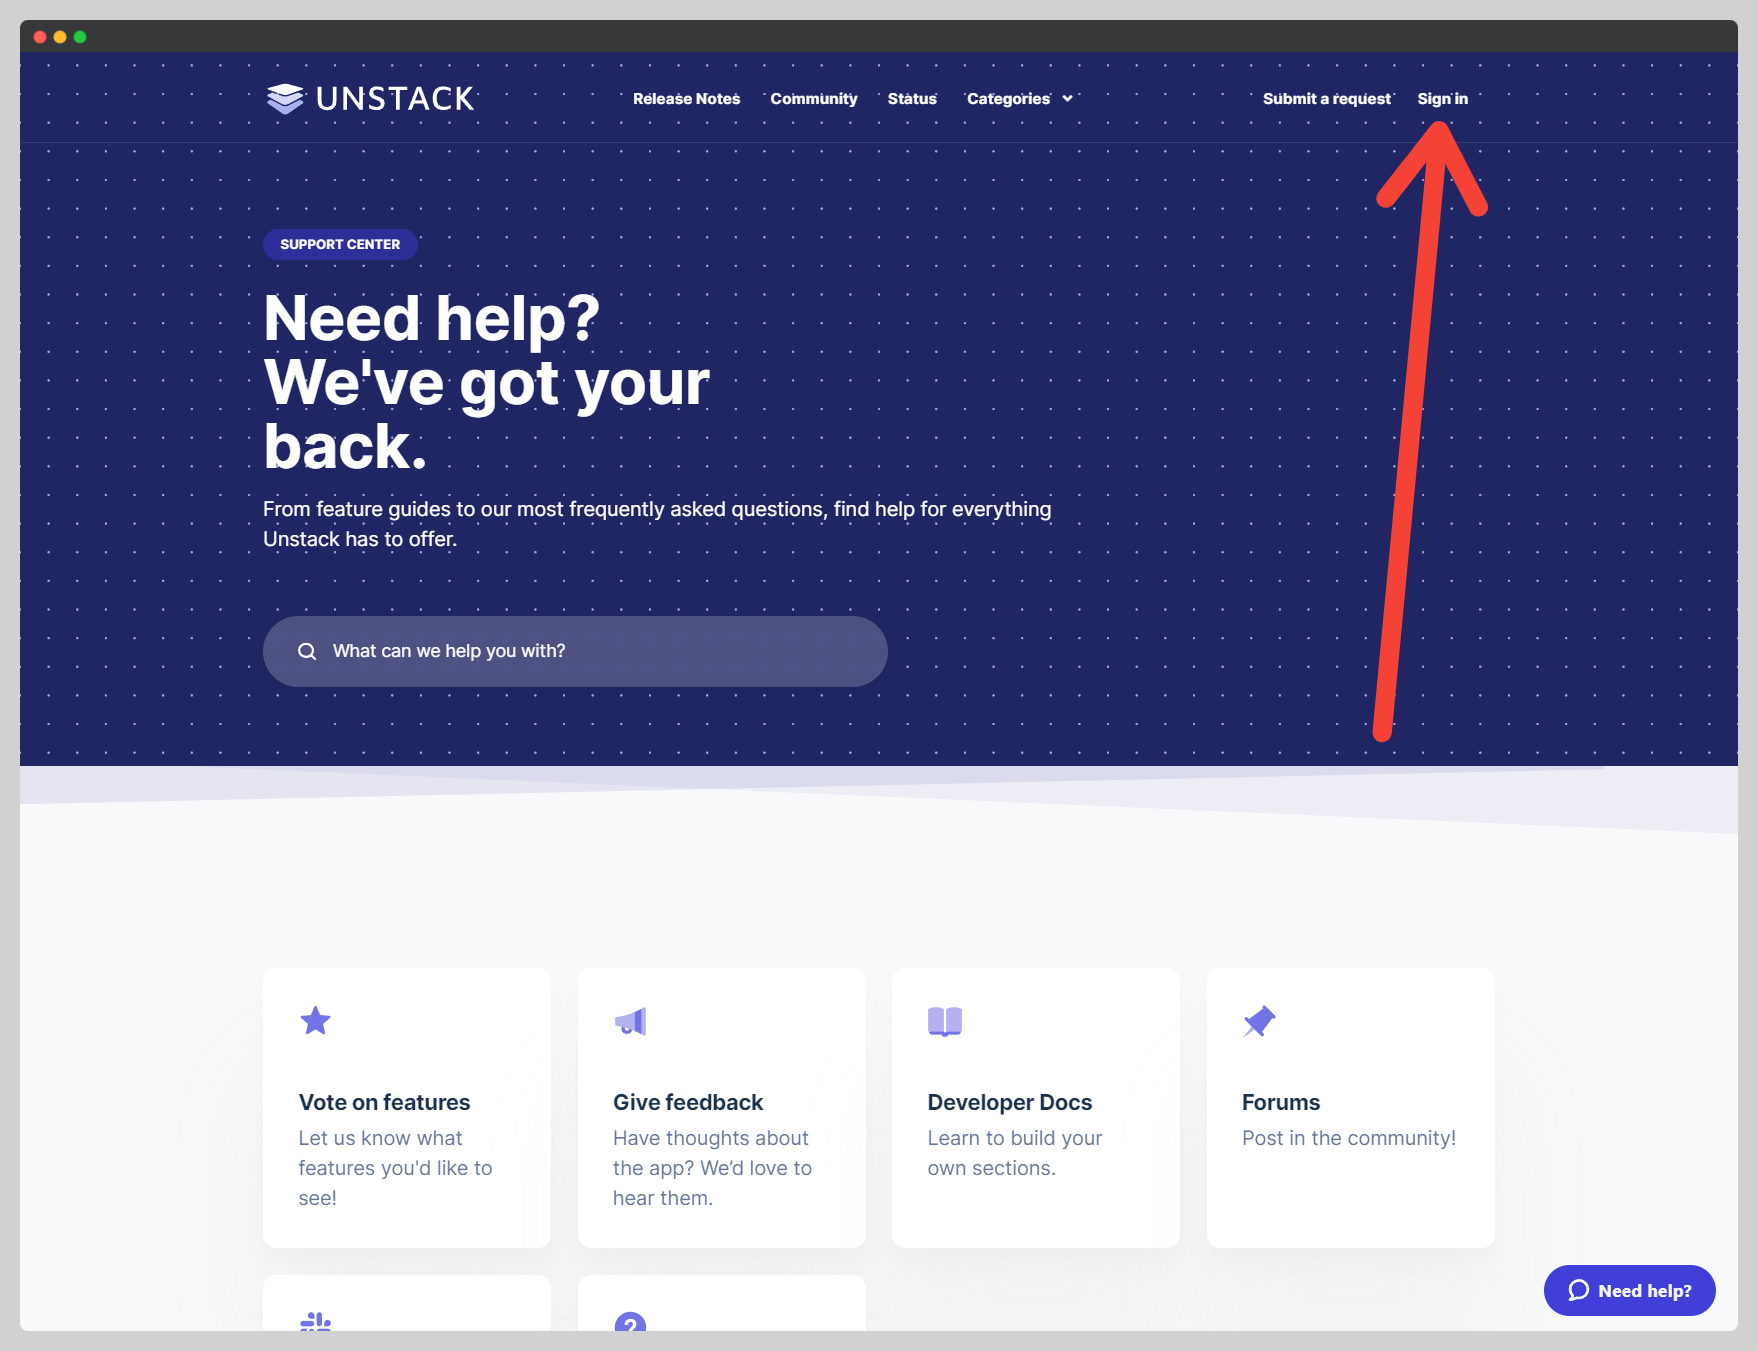 UNSTACK
Release Notes Community Status Categories
Submit a request Sign in
SUPPORT CENTER
Need help?
We've got your
back.
From feature guides to our most frequently asked questions, find help for everything
Unstack has to offer.
What can we help you with?
Vote on features
Let us know what
features you'd like to
see!
Give feedback
Have thoughts about
the app? We’d love to
hear them.
Developer Docs
Learn to build your
own sections.
Forums
Post in the community!
Need help?